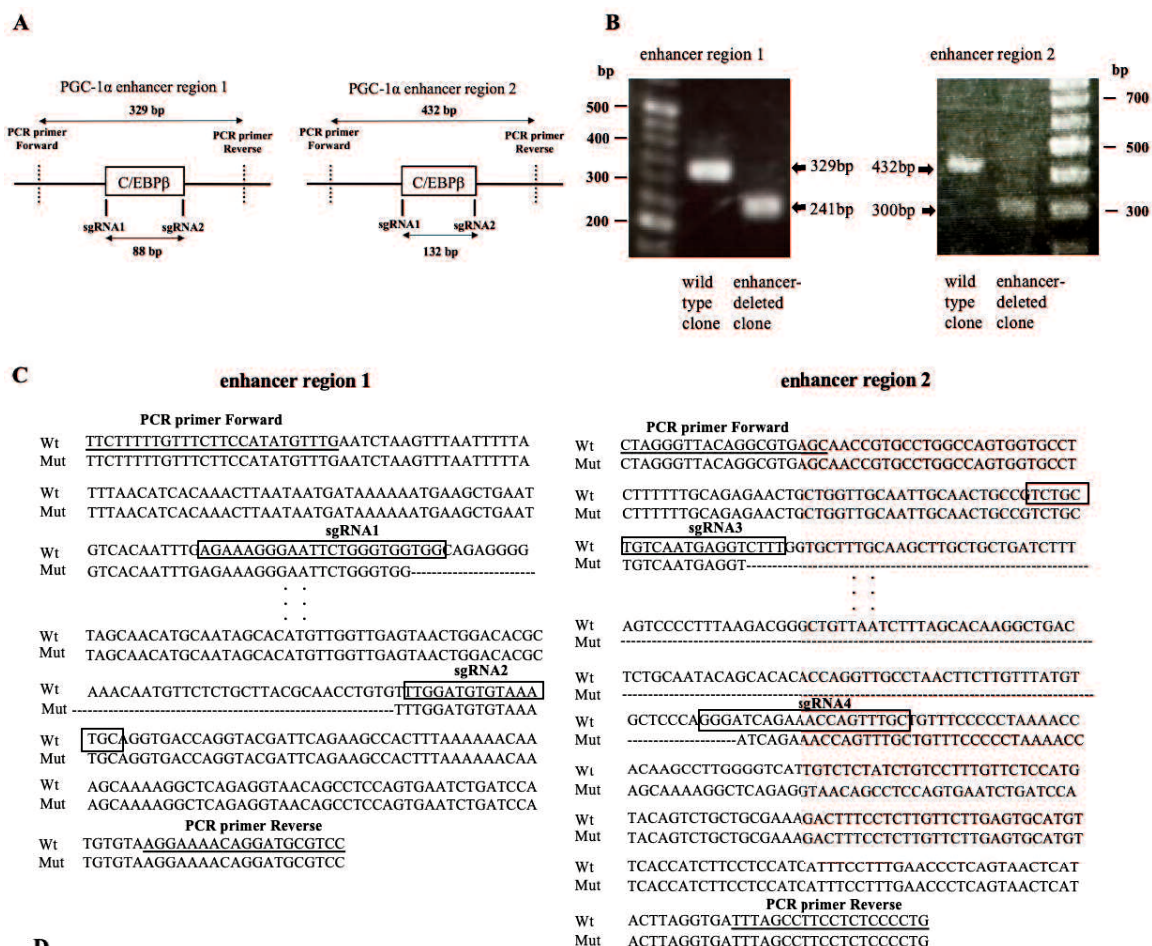 A
PGC-1α enhancer region 1
329 bp
PCR primer
Forward
PCR primer
Reverse
C/EBPβ
sgRNA1
sgRNA2
88 bp
PGC-1α enhancer region 2
432 bp
PCR primer
Forward
PCR primer
Reverse
C/EBPβ
sgRNA1
sgRNA2
132 bp
B
enhancer region 1
bp
500
400
300
200
329bp
241bp
wild type clone
enhancer-deleted clone
enhancer region 2
bp
700
500
300
432bp
300bp
wild type clone
enhancer-deleted clone
C
enhancer region 1
PCR primer Forward
Wt TTCTTTTTGTTTCTTCCATATGTTTGAATCTAAGTTTAATTTTTA
Mut TTCTTTTTGTTTCTTCCATATGTTTGAATCTAAGTTTAATTTTTA
Wt TTTAACATCACAAACTTAATAATGATAAAAAATGAAGCTGAAT
Mut TTTAACATCACAAACTTAATAATGATAAAAAATGAAGCTGAAT
sgRNA1
Wt GTCACAATTTGAGAAAGGGAATTCTGGGTGGTGGCAGAGGGG
Mut GTCACAATTTGAGAAAGGGAATTCTGGGTGG------------------------
Wt TAGCAACATGCAATAGCACATGTTGGTTGAGTAACTGGACACGC
Mut TAGCAACATGCAATAGCACATGTTGGTTGAGTAACTGGACACGC
sgRNA2
Wt AAACAATGTTCTCTGCTTACGCAACCTGTGTTTGGATGTGTAAA
Mut ------------------------------TTTGGATGTGTAAA
Wt TGCAGGTGACCAGGTACGATTCAGAAGCCACTTTAAAAAACAA
Mut TGCAGGTGACCAGGTACGATTCAGAAGCCACTTTAAAAAACAA
Wt AGCAAAAGGCTCAGAGGTAACAGCCTCCAGTGAATCTGATCCA
Mut AGCAAAAGGCTCAGAGGTAACAGCCTCCAGTGAATCTGATCCA
PCR primer Reverse
Wt TGTGTAAGGAAAACAGGATGCGTCC
Mut TGTGTAAGGAAAACAGGATGCGTCC
enhancer region 2
PCR primer Forward
Wt CTAGGGTTACAGGCGTGAGCAACCGTGCCTGGCCAGTGGTGCCT
Mut CTAGGGTTACAGGCGTGAGCAACCGTGCCTGGCCAGTGGTGCCT
Wt CTTTTTTGCAGAGAACTGCTGGTTGCAATTGCAACTGCCGTCTGC
Mut CTTTTTTGCAGAGAACTGCTGGTTGCAATTGCAACTGCCGTCTGC
sgRNA3
Wt TGTCAATGAGGTCTTTGGTGCTTTGCAAGCTTGCTGCTGATCTTT
Mut TGTCAATGAGGT---------------------------------
Wt AGTCCCCTTTAAGACGGGCTGTTAATCTTTAGCACAAGGCTGAC
Mut --------------------------------------------
Wt TCTGCAATACAGCACACACCAGGTTGCCTAACTTCTTGTTTATGT
Mut ---------------------------------------------
sgRNA4
Wt GCTCCCAGGGATCAGAAACCAGTTTGCTGTTTCCCCCTAAAACC
Mut --------------------ATCAGAAACCAGTTTGCTGTTTCCCCCTAAAACC
Wt ACAAGCCTTGGGGTCATTGTCTCTATCTGTCCTTTGTTCTCCATG
Mut AGCAAAAGGCTCAGAGGTAACAGCCTCCAGTGAATCTGATCCA
Wt TACAGTCTGCTGCGAAAGACTTTCCTCTTGTTCTTGAGTGCATGT
Mut TACAGTCTGCTGCGAAAGACTTTCCTCTTGTTCTTGAGTGCATGT
Wt TCACCATCTTCCTCCATCATTTCCTTTGAACCCTCAGTAACTCAT
Mut TCACCATCTTCCTCCATCATTTCCTTTGAACCCTCAGTAACTCAT
PCR primer Reverse
Wt ACTTAGGTGATTTAGCCTTCCTCTCCCCTG
Mut ACTTAGGTGATTTAGCCTTCCTCTCCCCTG